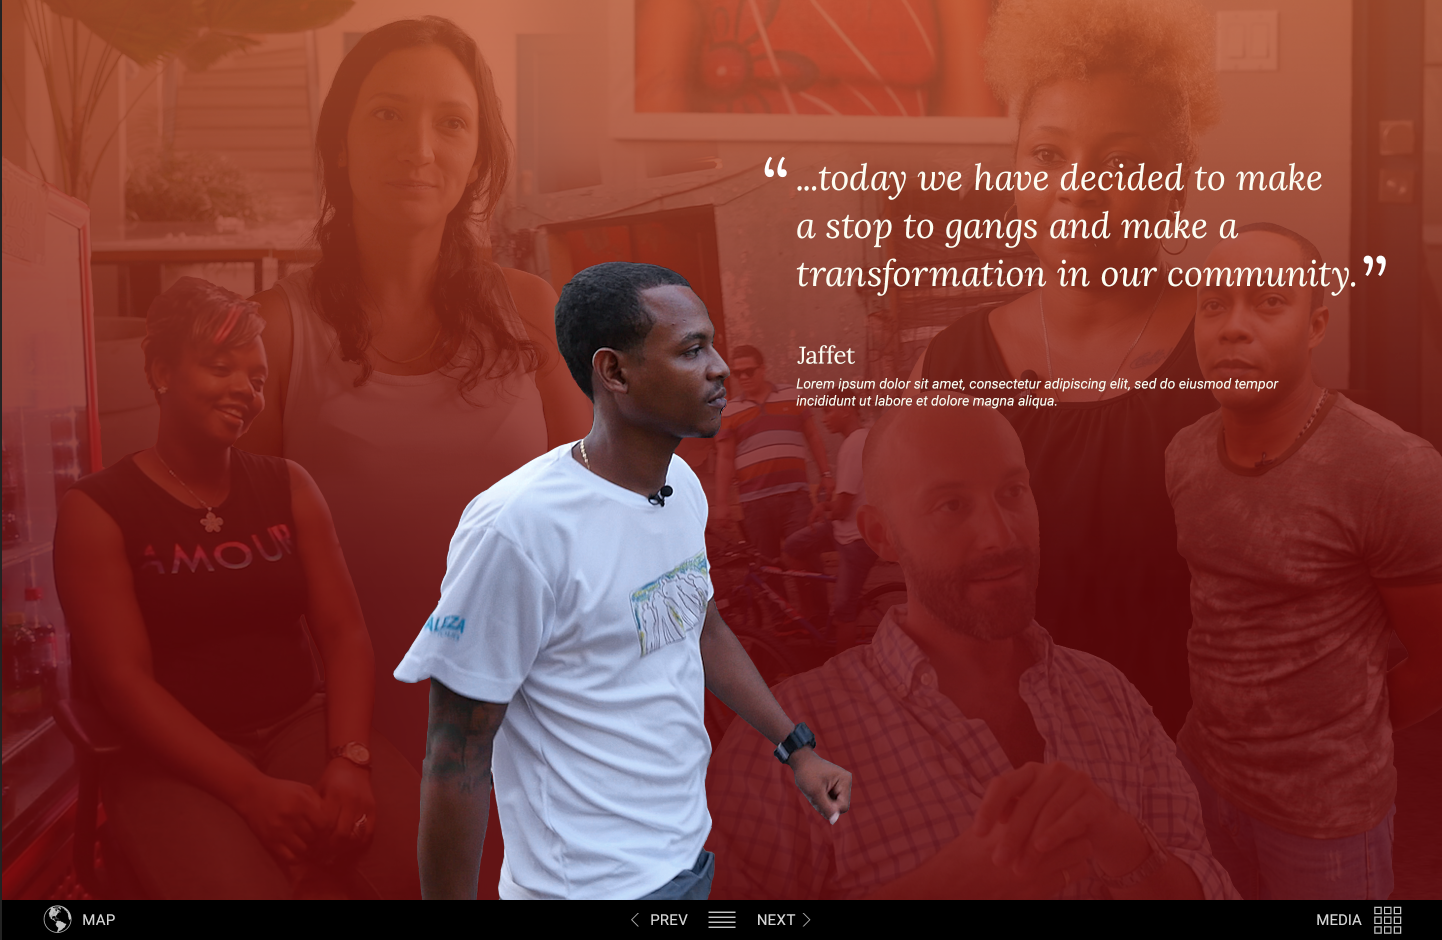 “...today we have decided to make
a stop to gangs and make a
transformation in our community.”
Jaffet
Lorem ipsum dolor sit amet, consectetur adipiscing elit, sed do eiusmod tempor
incididunt ut labore et dolore magna aliqua.
AMOUR
MAP
PREV
NEXT
MEDIA